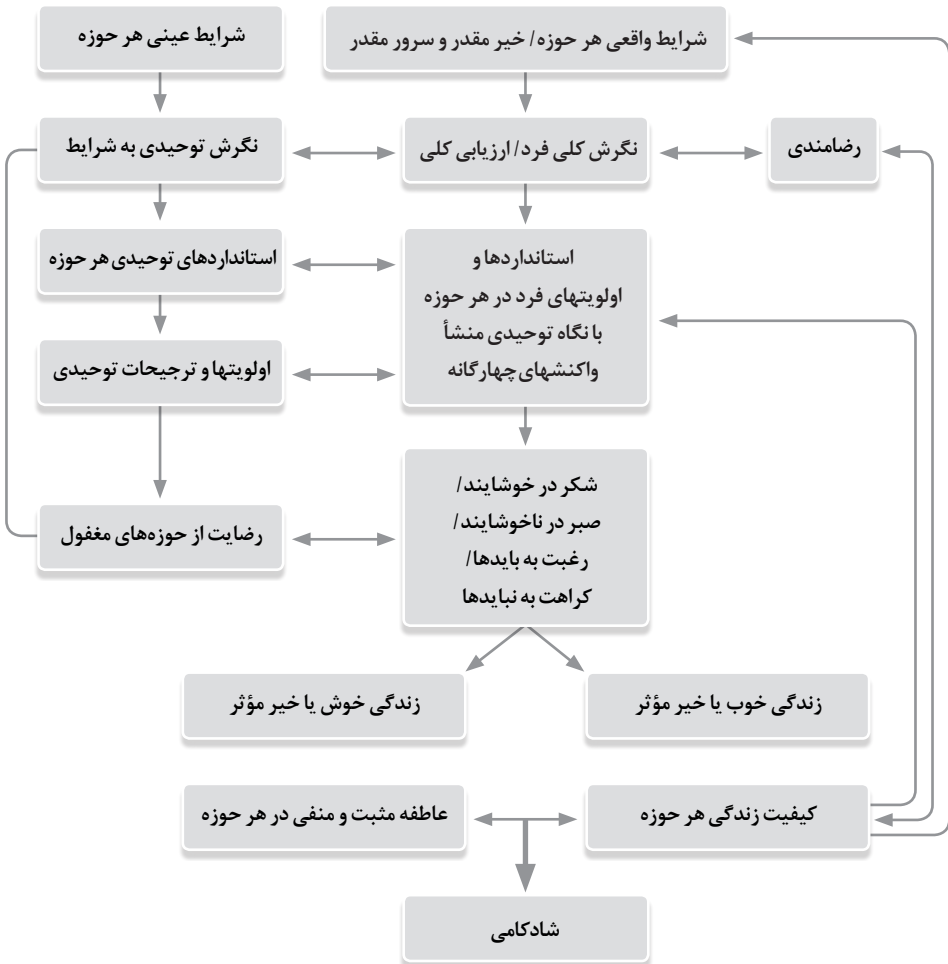 شرایط واقعی هر حوزه/ خیر مقدر و سرور مقدر
شرایط عینی هر حوزه
رضامندی
نگرش کلی فرد/ ارزیابی کلی
نگرش توحیدی به شرایط
استانداردها و
اولویتهای فرد در هر حوزه
با نگاه توحیدی منشأ
واکنشهای چهارگانه
استانداردهای توحیدی هر حوزه
اولویتها و ترجیحات توحیدی
شکر در خوشایند/
صبر در ناخوشایند/
رغبت به بایدها/
کراهت به نبایدها
رضایت از حوزه‌های مغفول
زندگی خوب یا خیر مؤثر
زندگی خوش یا خیر مؤثر
کیفیت زندگی هر حوزه
عاطفه مثبت و منفی در هر حوزه
شادکامی